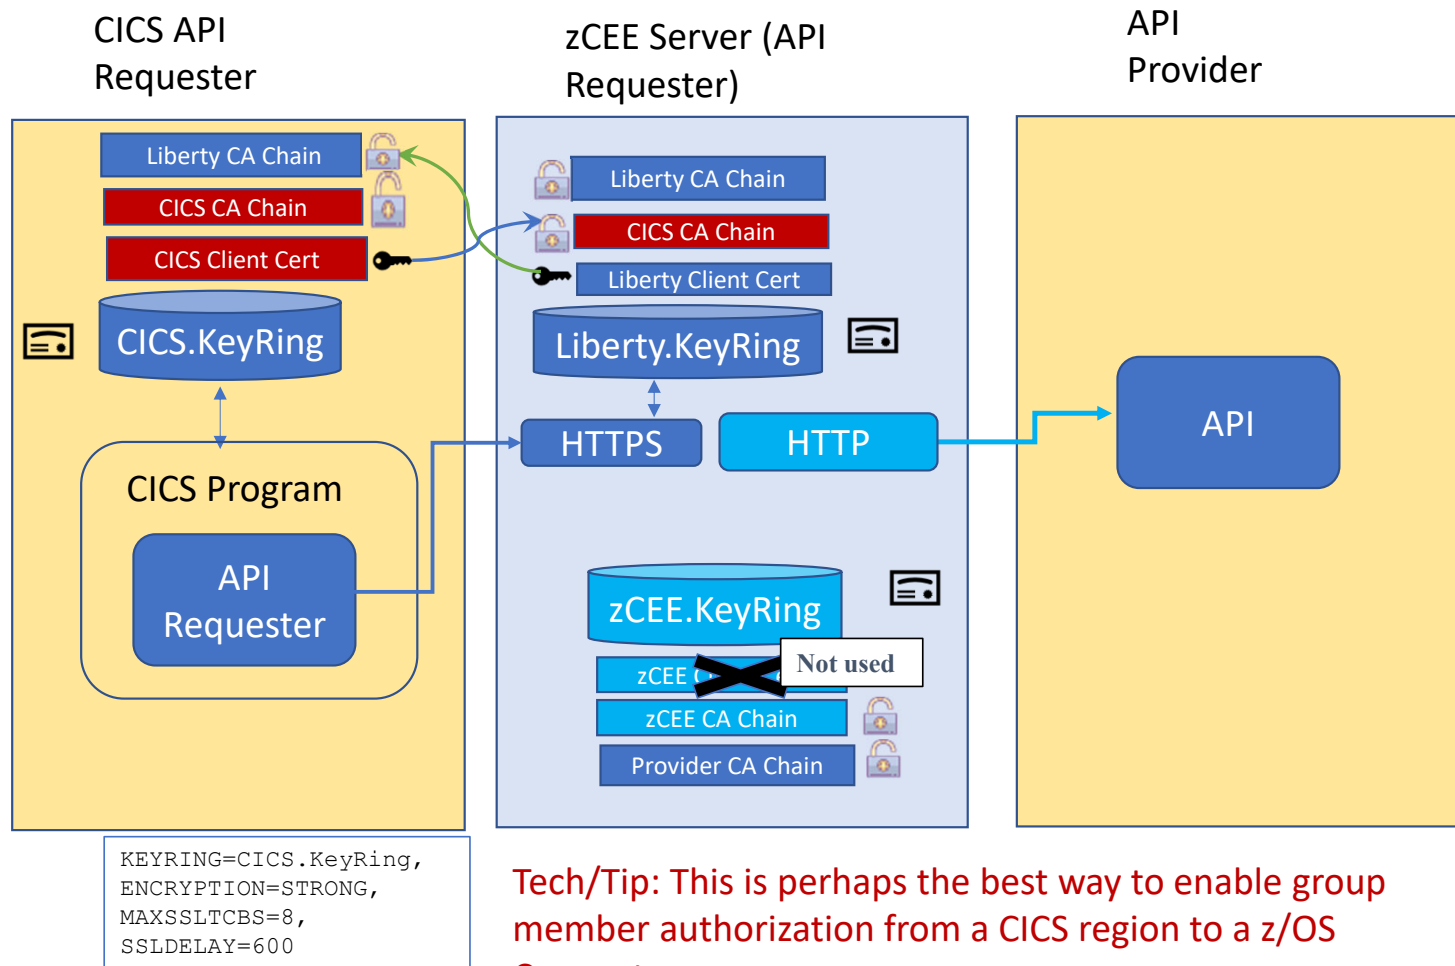 CICS API
Requester
zCEE Server (API
Requester)
API
Provider
Liberty CA Chain
CICS CA Chain
CICS Client Cert
CICS.KeyRing
CICS Program
API
Requester
Liberty CA Chain
CICS CA Chain
Liberty Client Cert
Liberty.KeyRing
HTTPS
HTTP
zCEE.KeyRing
zCEE
Not used
zCEE CA Chain
Provider CA Chain
API
KEYRING=CICS.KeyRing,
ENCRYPTION=STRONG,
MAXSSLTCBS=8,
SSLDELAY=600
Tech/Tip: This is perhaps the best way to enable group
member authorization from a CICS region to a z/OS